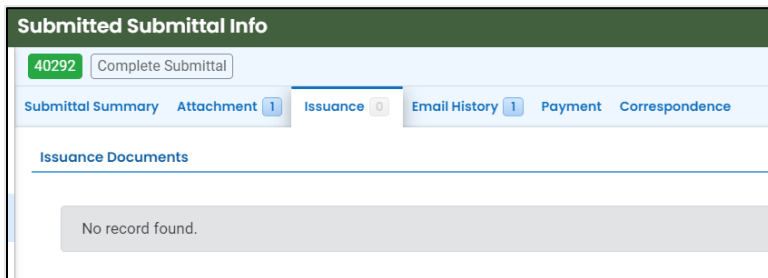 Submitted Submittal Info
40292 Complete Submittal
Submittal Summary Attachment 1 Issuance 0 Email History 1 Payment Correspondence
Issuance Documents
No record found.